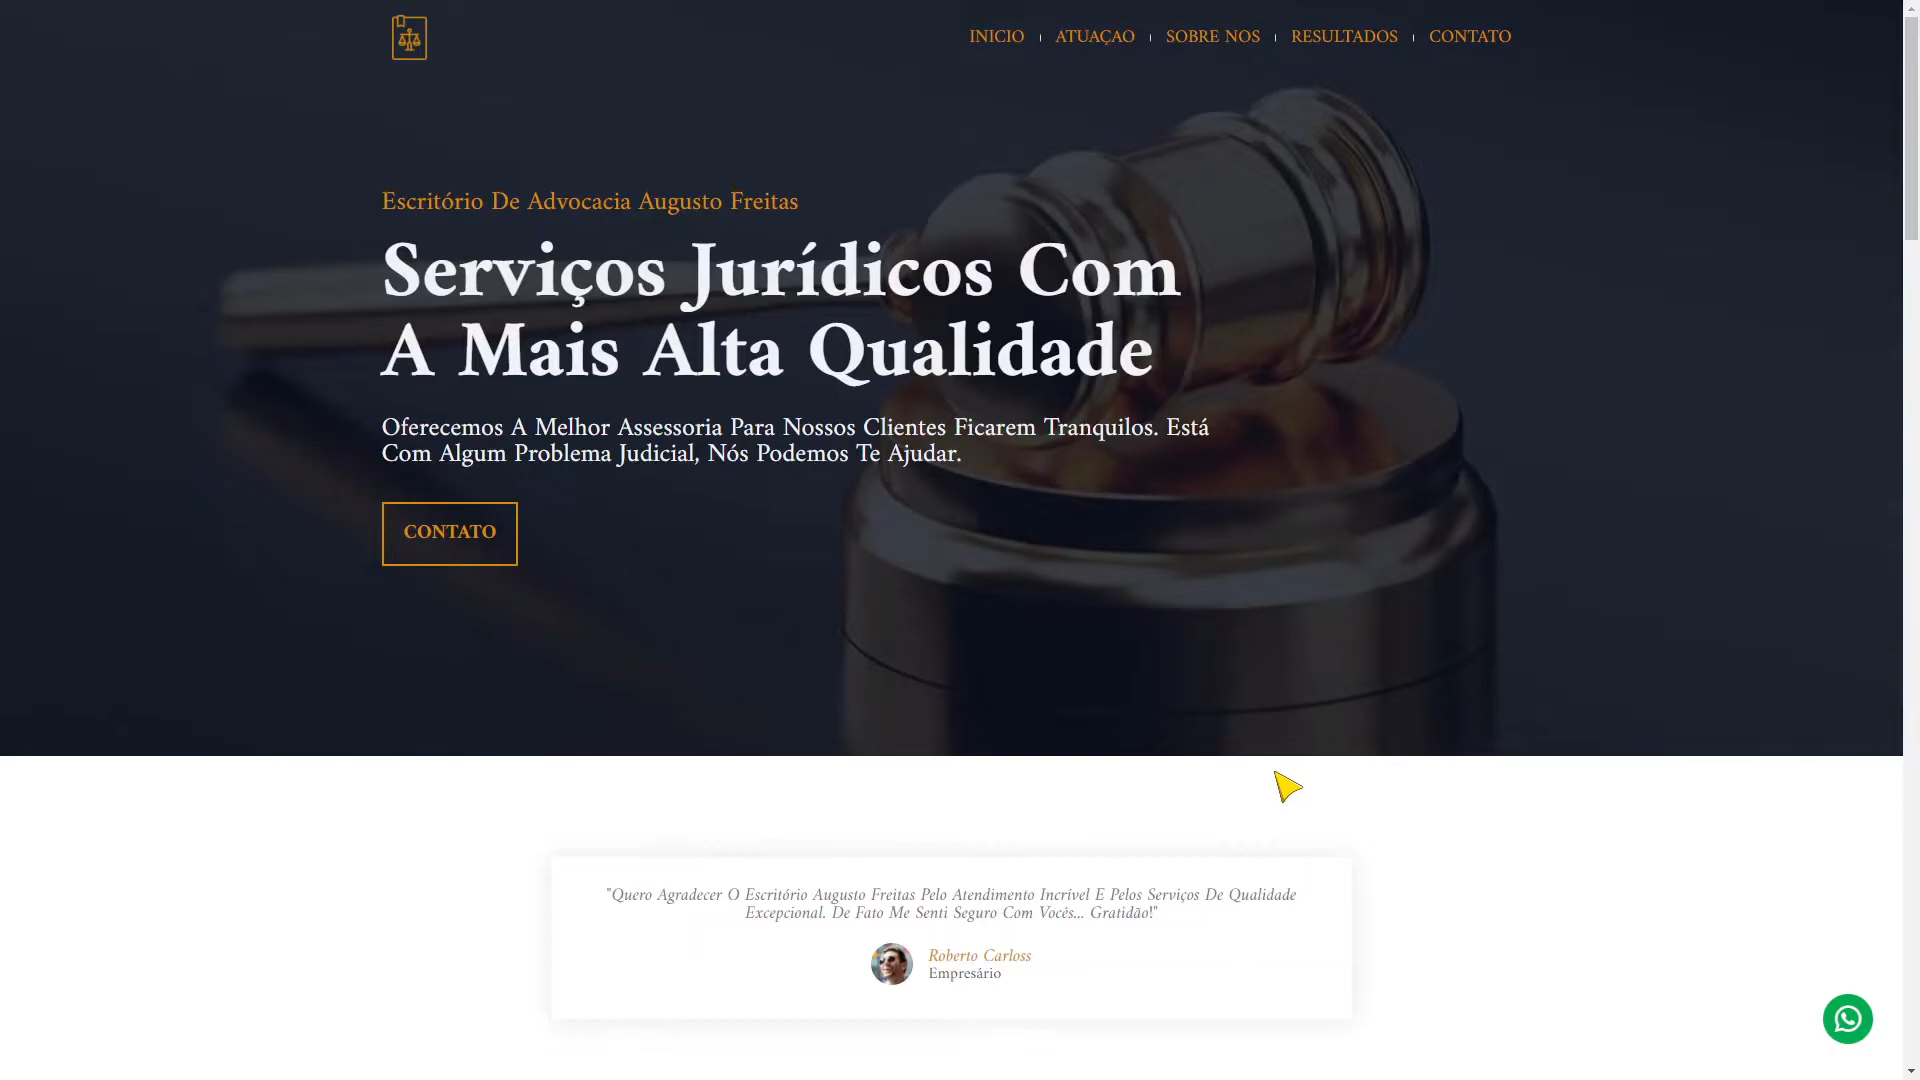 INICIO
ATUAÇAO
SOBRE NOS
RESULTADOS
CONTATO
Escritório De Advocacia Augusto Freitas
Serviços Jurídicos Com
A Mais Alta Qualidade
Oferecemos A Melhor Assessoria Para Nossos Clientes Ficarem Tranquilos. Está
Com Algum Problema Judicial, Nós Podemos Te Ajudar.
CONTATO
"Quero Agradecer O Escritório Augusto Freitas Pelo Atendimento Incrível E Pelos Serviços De Qualidade
Excepcional. De Fato Me Senti Seguro Com Vocês... Gratidão!"
Roberto Carloss
Empresário